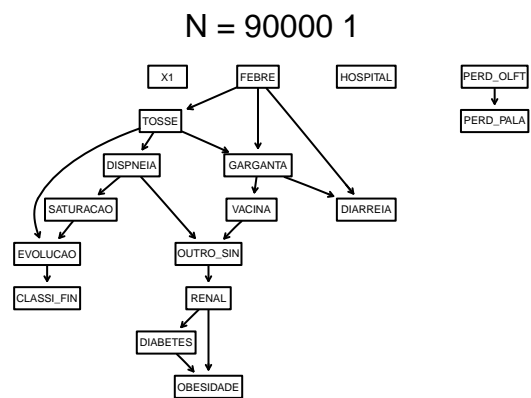 N = 90000 1
X1 FEBRE HOSPITAL PERD_OLFT
TOSSE PERD_PALA
DISPNEIA GARGANTA
SATURACAO VACINA DIARREIA
EVOLUCAO OUTRO_SIN
CLASSI_FIN RENAL
DIABETES
OBESIDADE